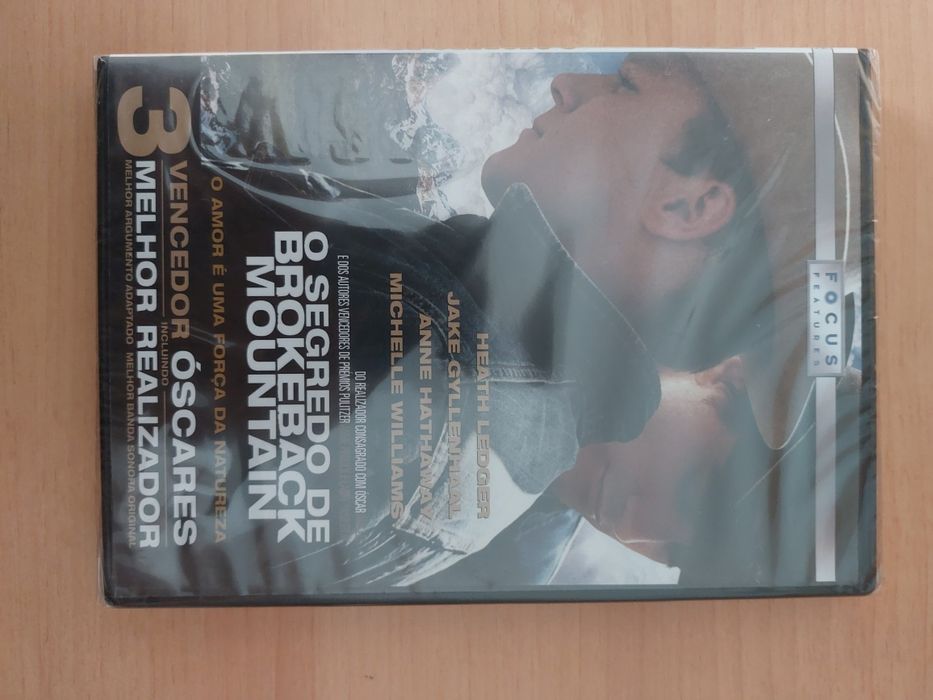 FOCUS
FEATURES
HEATH LEDGER
JAKE GYLLENHAAL
ANNE HATHAWAY
MICHELLE WILLIAMS
DO REALIZADOR CONSAGRADO COM ÓSCAR
E DOS AUTORES VENCEDORES DE PRÉMIOS PULITZER
O SEGREDO DE
BROKEBACK
MOUNTAIN
O AMOR É UMA FORÇA DA NATUREZA
3 VENCEDOR ÓSCARES
INCLUINDO
MELHOR REALIZADOR
MELHOR ARGUMENTO ADAPTADO MELHOR BANDA SONORA ORIGINAL